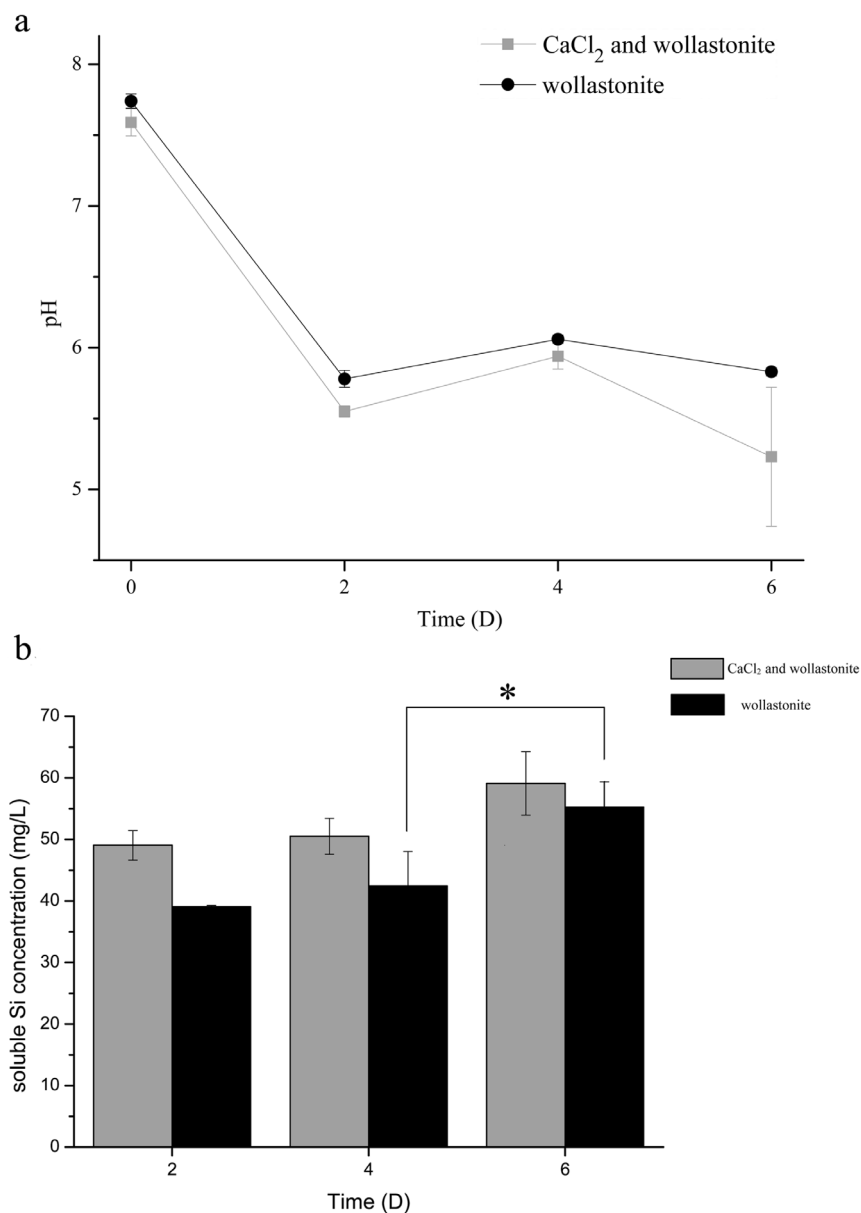 a
CaCl₂ and wollastonite
wollastonite
8
7
6
5
pH
0 2 4 6
Time (D)
b
CaCl₂ and wollastonite
wollastonite
*
70
60
50
40
30
20
10
0
soluble Si concentration (mg/L)
2 4 6
Time (D)